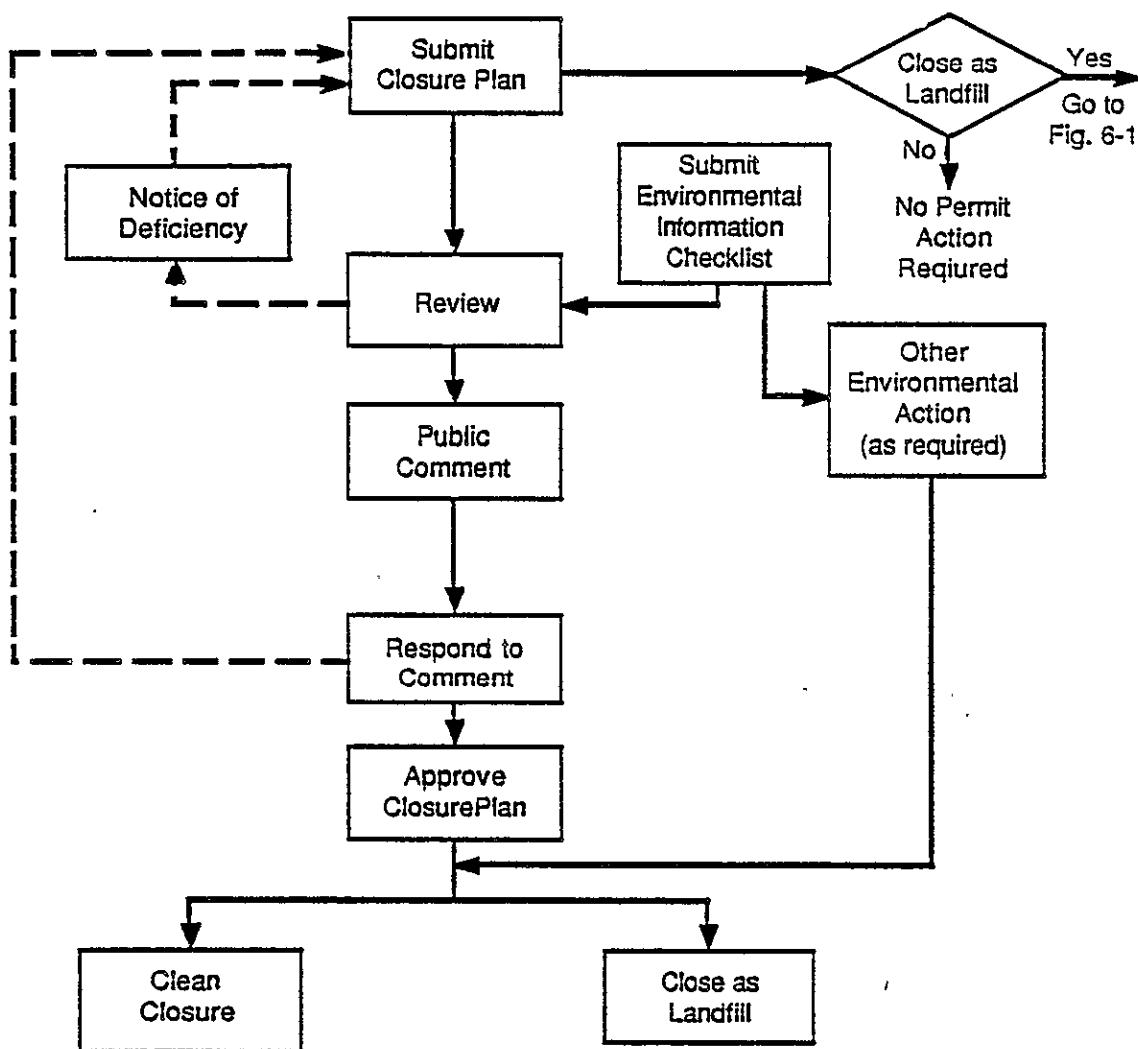 Submit
Closure Plan
Close as
Landfill
Yes
Go to
Fig. 6-1
No
No Permit
Action
Reqiured
Submit
Environmental
Information
Checklist
Notice of
Deficiency
Review
Other
Environmental
Action
(as required)
Public
Comment
Respond to
Comment
Approve
ClosurePlan
Clean
Closure
Close as
Landfill